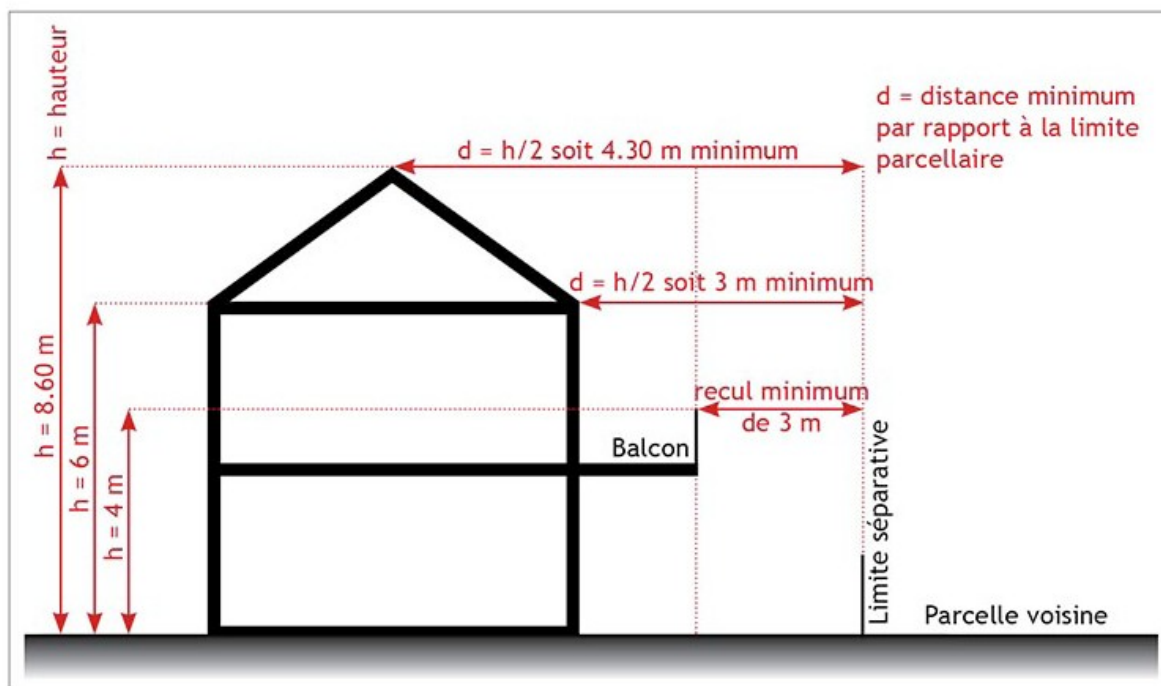 h = hauteur
d = distance minimum
par rapport à la limite
parcellaire
d = h/2 soit 4.30 m minimum
d = h/2 soit 3 m minimum
h = 8.60 m
h = 6 m
h = 4 m
recul minimum
de 3 m
Balcon
Limite séparative
Parcelle voisine